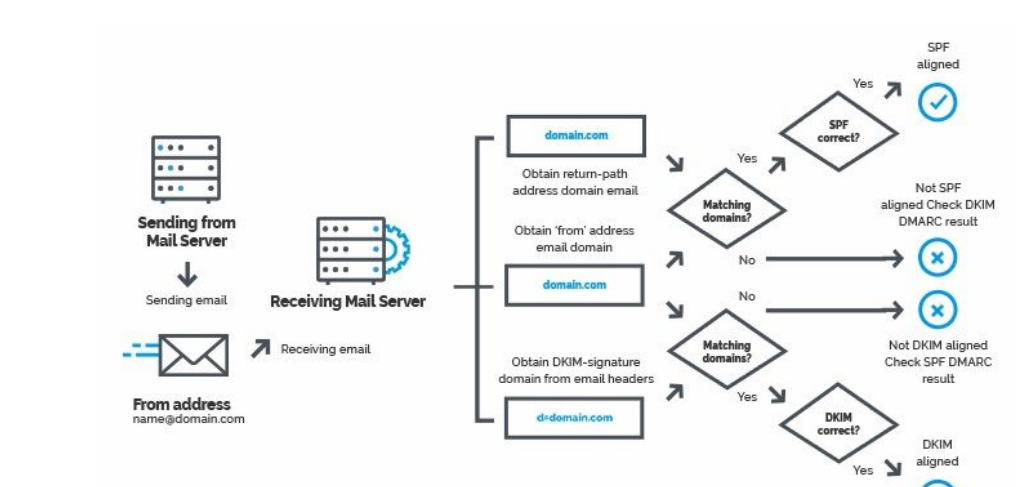 Sending from
Mail Server
Sending email
From address
name@domain.com
Receiving email
Receiving Mail Server
domain.com
Obtain return-path
address domain email
Obtain 'from' address
email domain
domain.com
Obtain DKIM-signature
domain from email headers
d=domain.com
Matching
domains?
Yes
SPF
correct?
Yes
SPF
aligned
No
Not SPF
aligned Check DKIM
DMARC result
No
Not DKIM aligned
Check SPF DMARC
result
Matching
domains?
Yes
DKIM
correct?
Yes
DKIM
aligned